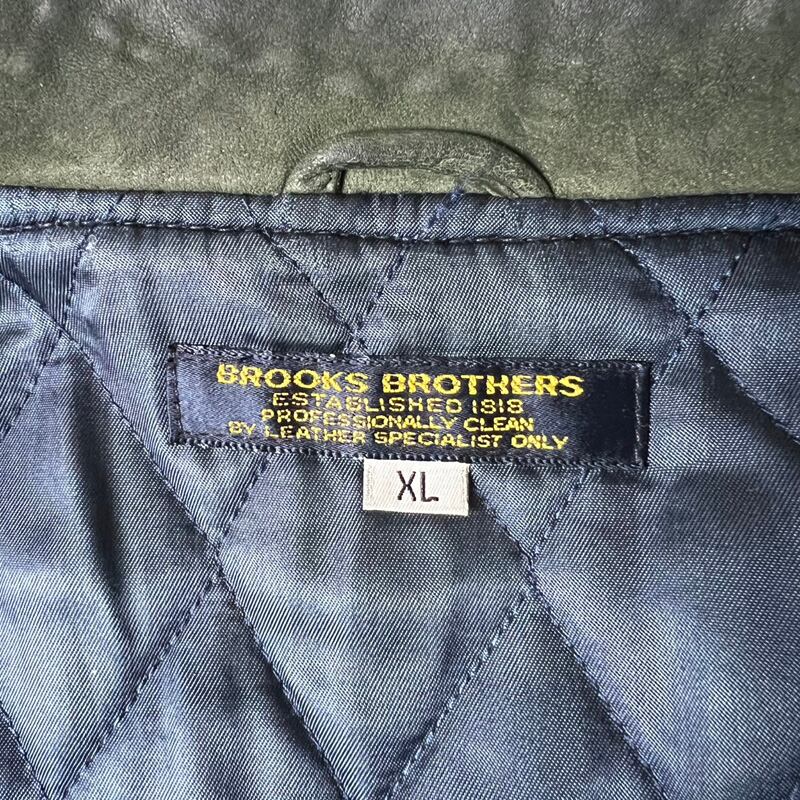 BROOKS BROTHERS
ESTABLISHED 1818
PROFESSIONALLY CLEAN
BY LEATHER SPECIALIST ONLY
XL